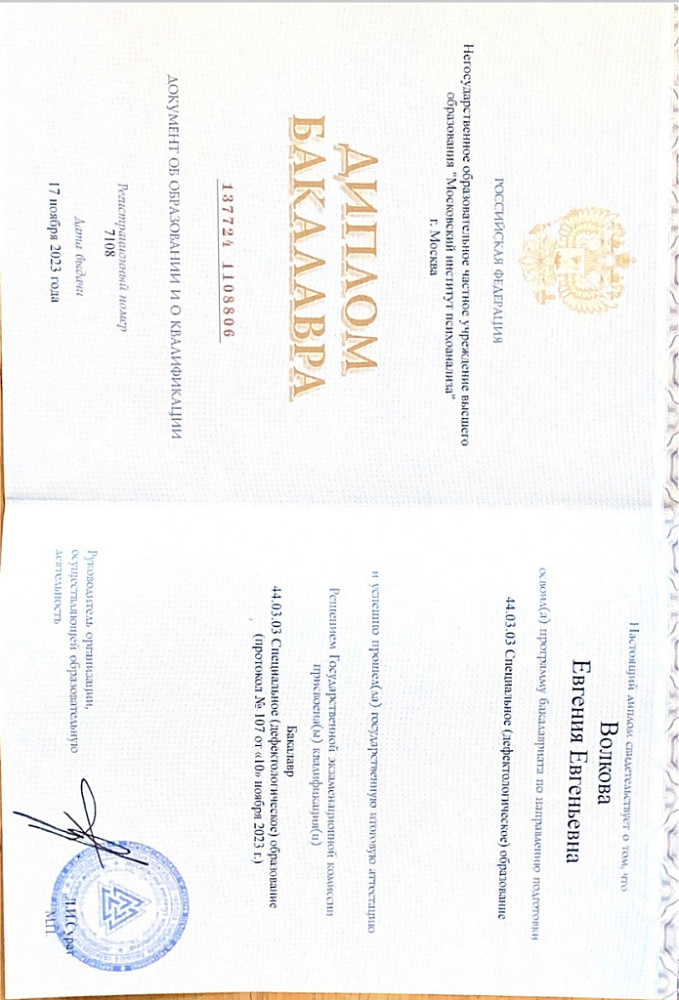 РОССИЙСКАЯ ФЕДЕРАЦИЯ
Негосударственное образовательное частное учреждение высшего
образования "Московский институт психоанализа"
г. Москва
ДИПЛОМ
БАКАЛАВРА
137724 1108806
ДОКУМЕНТ ОБ ОБРАЗОВАНИИ И О КВАЛИФИКАЦИИ
Регистрационный номер
7108
Дата выдачи
17 ноября 2023 года
Настоящий диплом свидетельствует о том, что
Волкова
Евгения Евгеньевна
освоил(а) программу бакалавриата по направлению подготовки
44.03.03 Специальное (дефектологическое) образование
и успешно прошел(ла) государственную итоговую аттестацию
Решением Государственной экзаменационной комиссии
присвоена(ы) квалификация(и)
Бакалавр
44.03.03 Специальное (дефектологическое) образование
(протокол № 107 от «10» ноября 2023 г.)
Руководитель организации,
осуществляющей образовательную
деятельность
Л.И.Сурат
М.П.